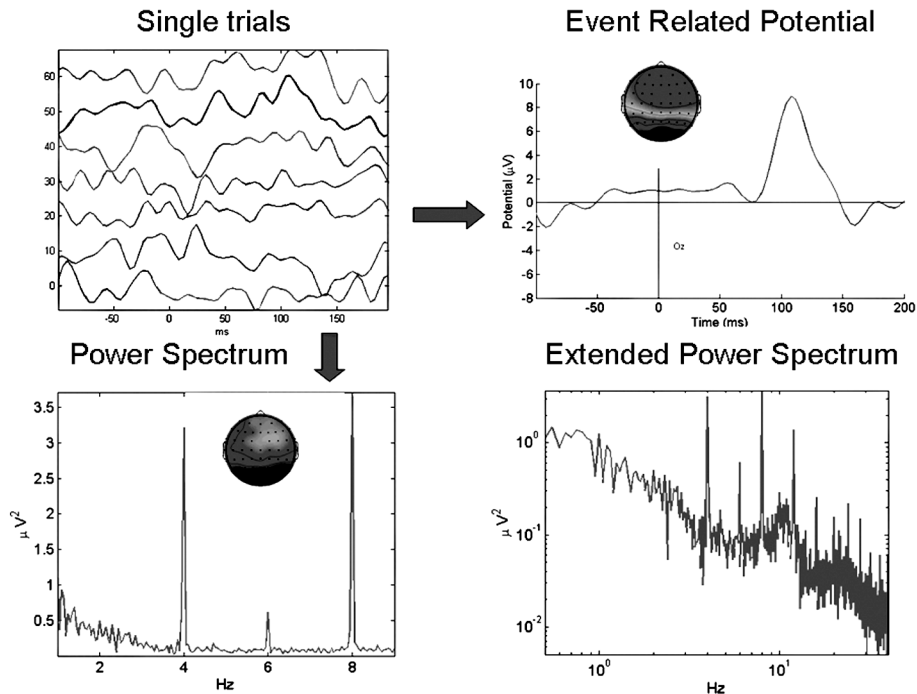 Single trials
Event Related Potential
60
50
40
30
20
10
0
-50 0 50 100 150
ms
10
8
6
4
2
0
-2
-4
-6
-8
Potential (μV)
Oz
-50 0 50 100 150 200
Time (ms)
Power Spectrum
Extended Power Spectrum
3.5
3
2.5
2
1.5
1
0.5
μV²
2 4 6 8
Hz
10⁰
10⁻¹
10⁻²
μV²
10⁰ 10¹
Hz